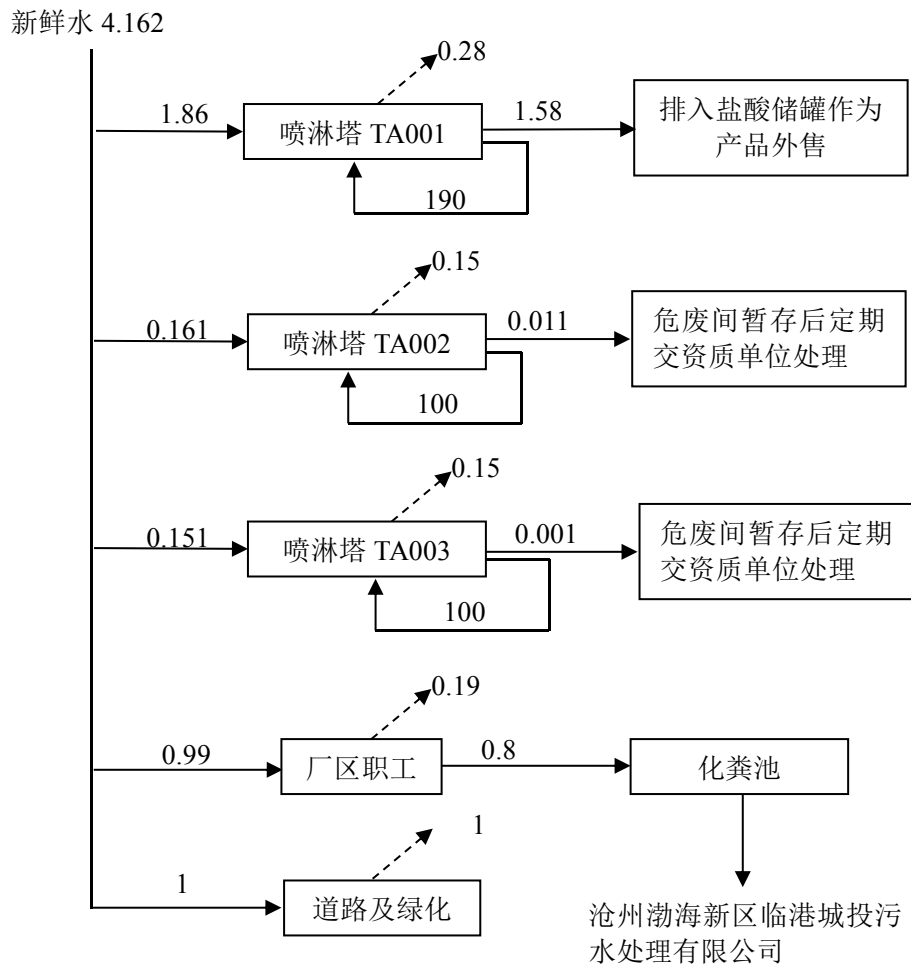 新鲜水 4.162
0.28
1.86
喷淋塔 TA001
1.58
排入盐酸储罐作为
产品外售
190
0.15
0.161
喷淋塔 TA002
0.011
危废间暂存后定期
交资质单位处理
100
0.15
0.151
喷淋塔 TA003
0.001
危废间暂存后定期
交资质单位处理
100
0.19
0.99
厂区职工
0.8
化粪池
1
1
道路及绿化
沧州渤海新区临港城投污
水处理有限公司